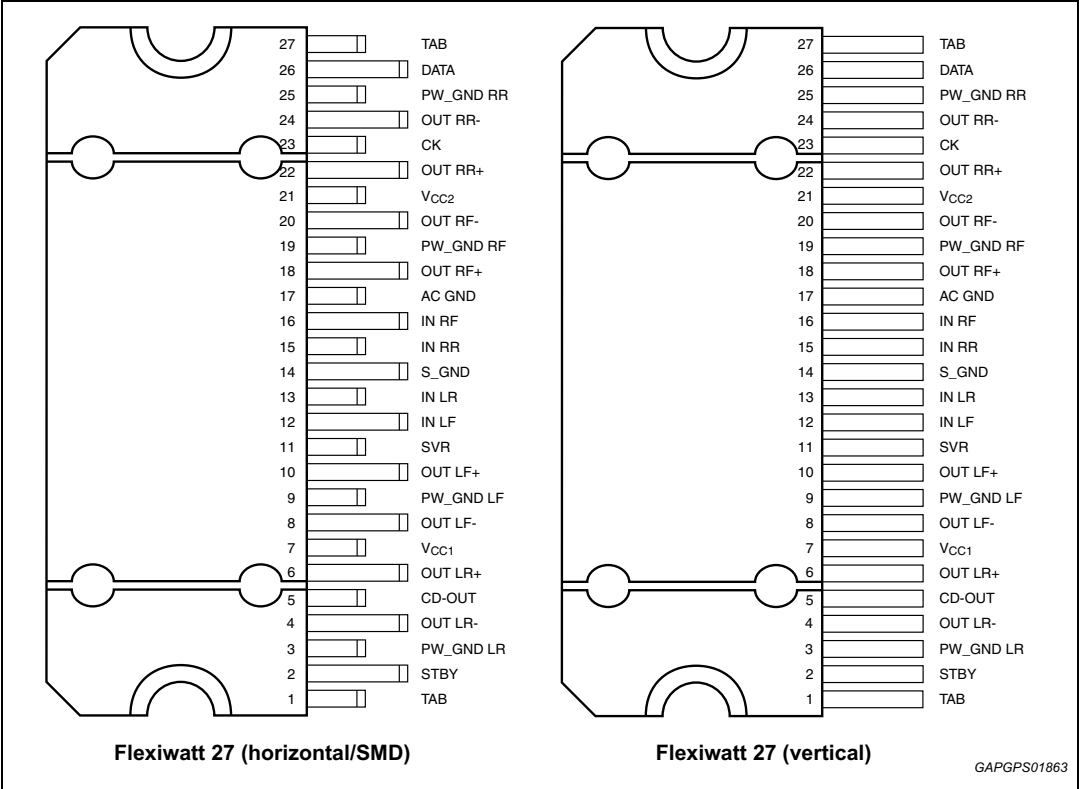 27 TAB
26 DATA
25 PW_GND RR
24 OUT RR-
23 CK
22 OUT RR+
21 VCC2
20 OUT RF-
19 PW_GND RF
18 OUT RF+
17 AC GND
16 IN RF
15 IN RR
14 S_GND
13 IN LR
12 IN LF
11 SVR
10 OUT LF+
9 PW_GND LF
8 OUT LF-
7 VCC1
6 OUT LR+
5 CD-OUT
4 OUT LR-
3 PW_GND LR
2 STBY
1 TAB
Flexiwatt 27 (horizontal/SMD)
27 TAB
26 DATA
25 PW_GND RR
24 OUT RR-
23 CK
22 OUT RR+
21 VCC2
20 OUT RF-
19 PW_GND RF
18 OUT RF+
17 AC GND
16 IN RF
15 IN RR
14 S_GND
13 IN LR
12 IN LF
11 SVR
10 OUT LF+
9 PW_GND LF
8 OUT LF-
7 VCC1
6 OUT LR+
5 CD-OUT
4 OUT LR-
3 PW_GND LR
2 STBY
1 TAB
Flexiwatt 27 (vertical)
GAPGPS01863